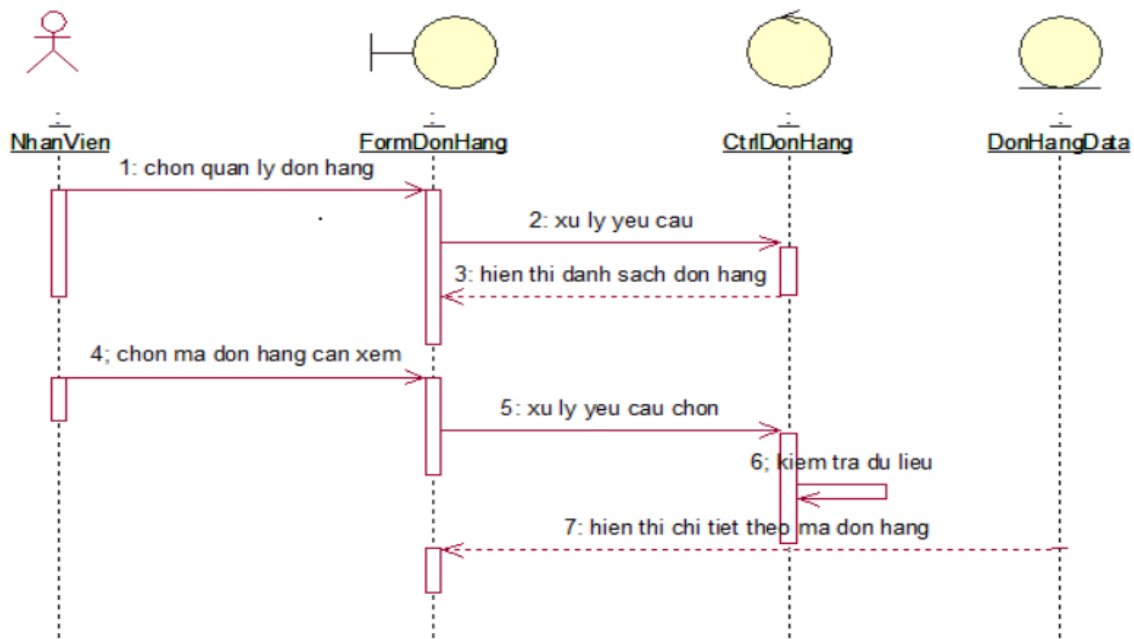 NhanVien
FormDonHang
CtrlDonHang
DonHangData
1: chon quan ly don hang
2: xu ly yeu cau
3: hien thi danh sach don hang
4; chon ma don hang can xem
5: xu ly yeu cau chon
6; kiem tra du lieu
7: hien thi chi tiet theo ma don hang